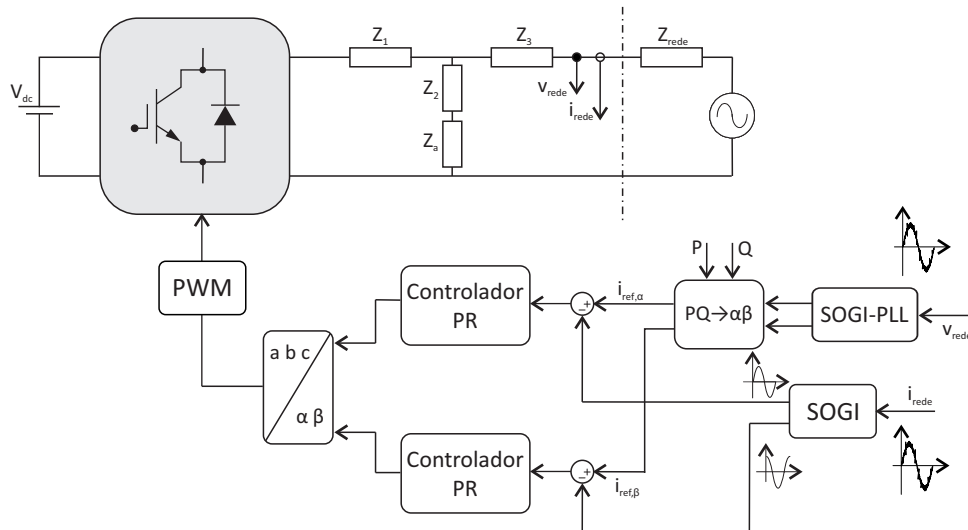 Z1
Z3
Zrede
Vdc
Z2
vrede
irede
Za
P
Q
PWM
Controlador
PR
iref,α
PQ→αβ
SOGI-PLL
vrede
a b c
α β
irede
SOGI
Controlador
PR
iref,β